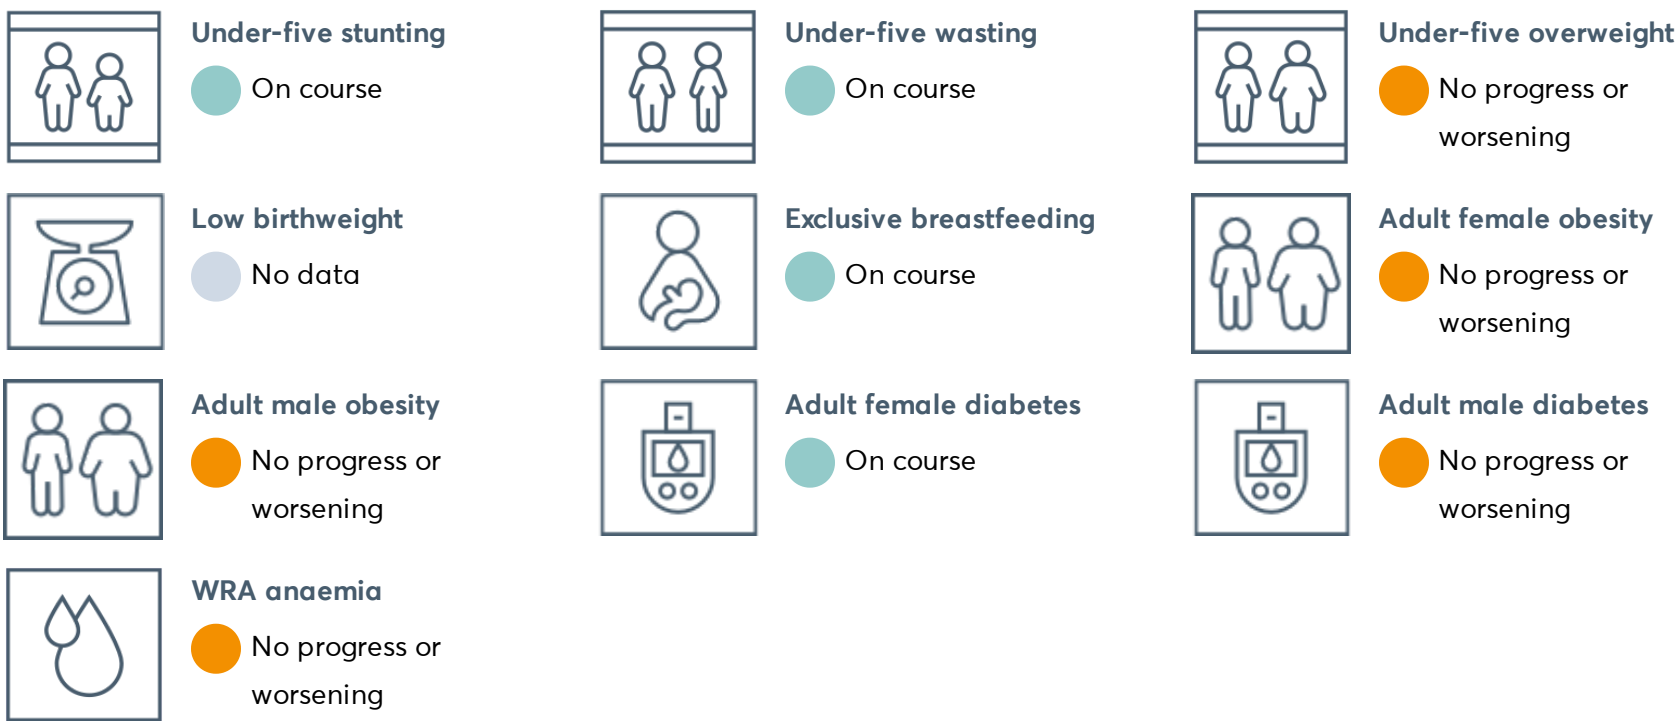 Under-five stunting
On course
Under-five wasting
On course
Under-five overweight
No progress or
worsening
Low birthweight
No data
Exclusive breastfeeding
On course
Adult female obesity
No progress or
worsening
Adult male obesity
No progress or
worsening
Adult female diabetes
On course
Adult male diabetes
No progress or
worsening
WRA anaemia
No progress or
worsening